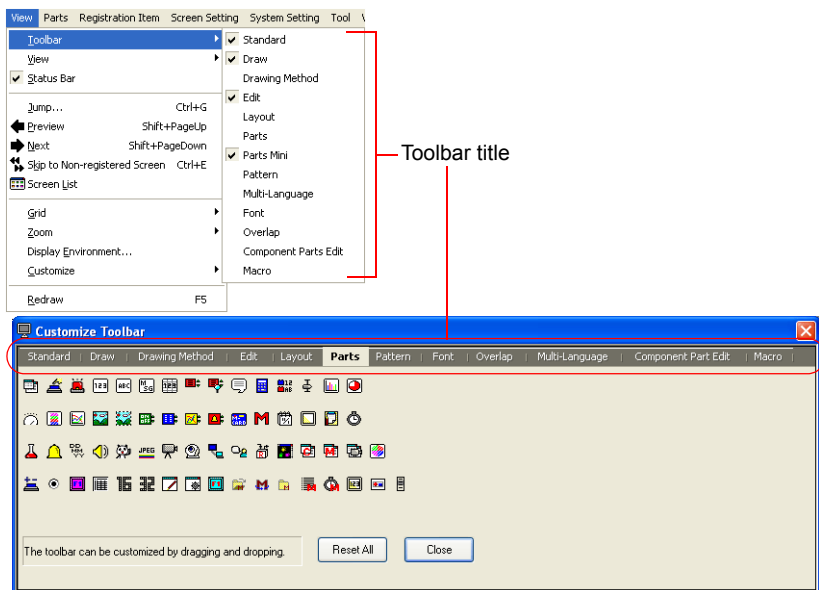 View Parts Registration Item Screen Setting System Setting Tool
Toolbar
View
Status Bar
Jump... Ctrl+G
Preview Shift+PageUp
Next Shift+PageDown
Skip to Non-registered Screen Ctrl+E
Screen List
Grid
Zoom
Display Environment...
Customize
Redraw F5
Standard
Draw
Drawing Method
Edit
Layout
Parts
Parts Mini
Pattern
Multi-Language
Font
Overlap
Component Parts Edit
Macro
Toolbar title
Customize Toolbar
Standard | Draw | Drawing Method | Edit | Layout Parts Pattern | Font | Overlap | Multi-Language | Component Part Edit | Macro |
The toolbar can be customized by dragging and dropping. Reset All Close